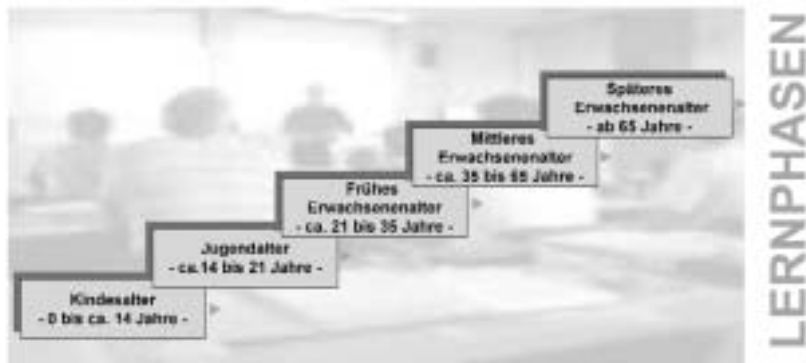 LERNPHASEN
Späteres
Erwachsenenalter
- ab 65 Jahre -
Mittleres
Erwachsenenalter
- ca. 35 bis 65 Jahre -
Frühes
Erwachsenenalter
- ca. 21 bis 35 Jahre -
Jugendalter
- ca.14 bis 21 Jahre -
Kindesalter
- 0 bis ca. 14 Jahre -